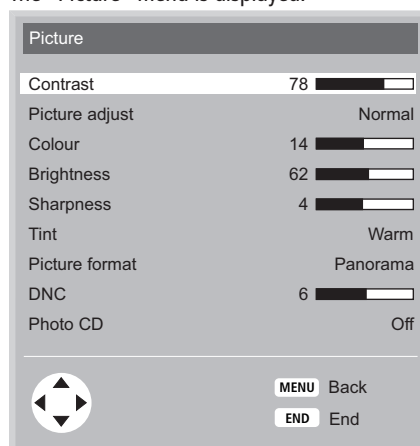 The "Picture" menu is displayed.
Picture
Contrast 78
Picture adjust Normal
Colour 14
Brightness 62
Sharpness 4
Tint Warm
Picture format Panorama
DNC 6
Photo CD Off
MENU Back
END End